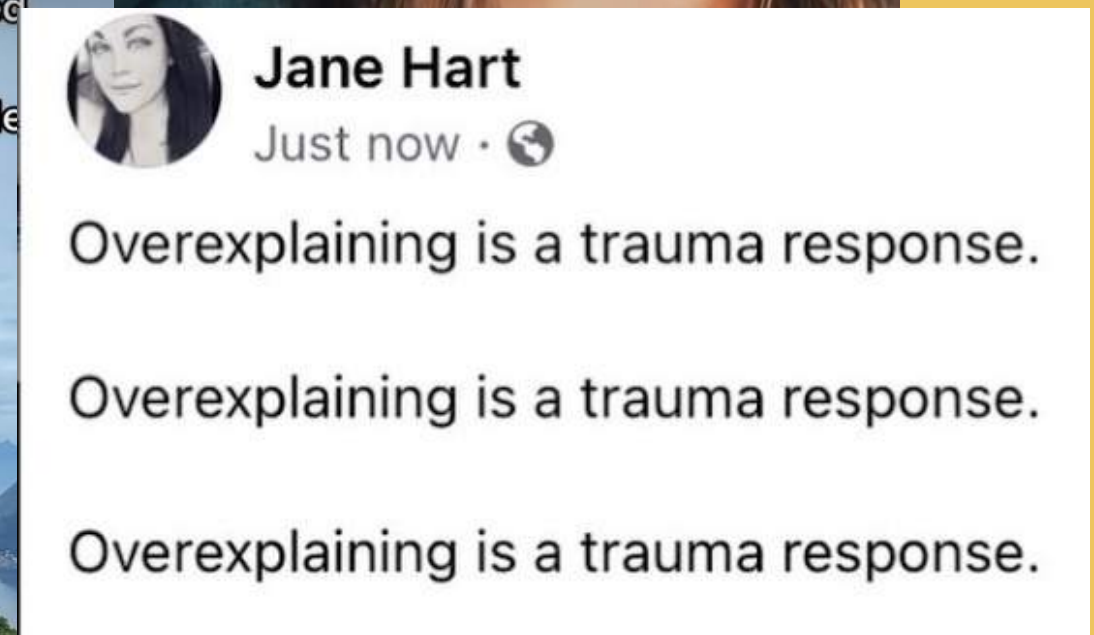 Jane Hart
Just now ·
Overexplaining is a trauma response.
Overexplaining is a trauma response.
Overexplaining is a trauma response.